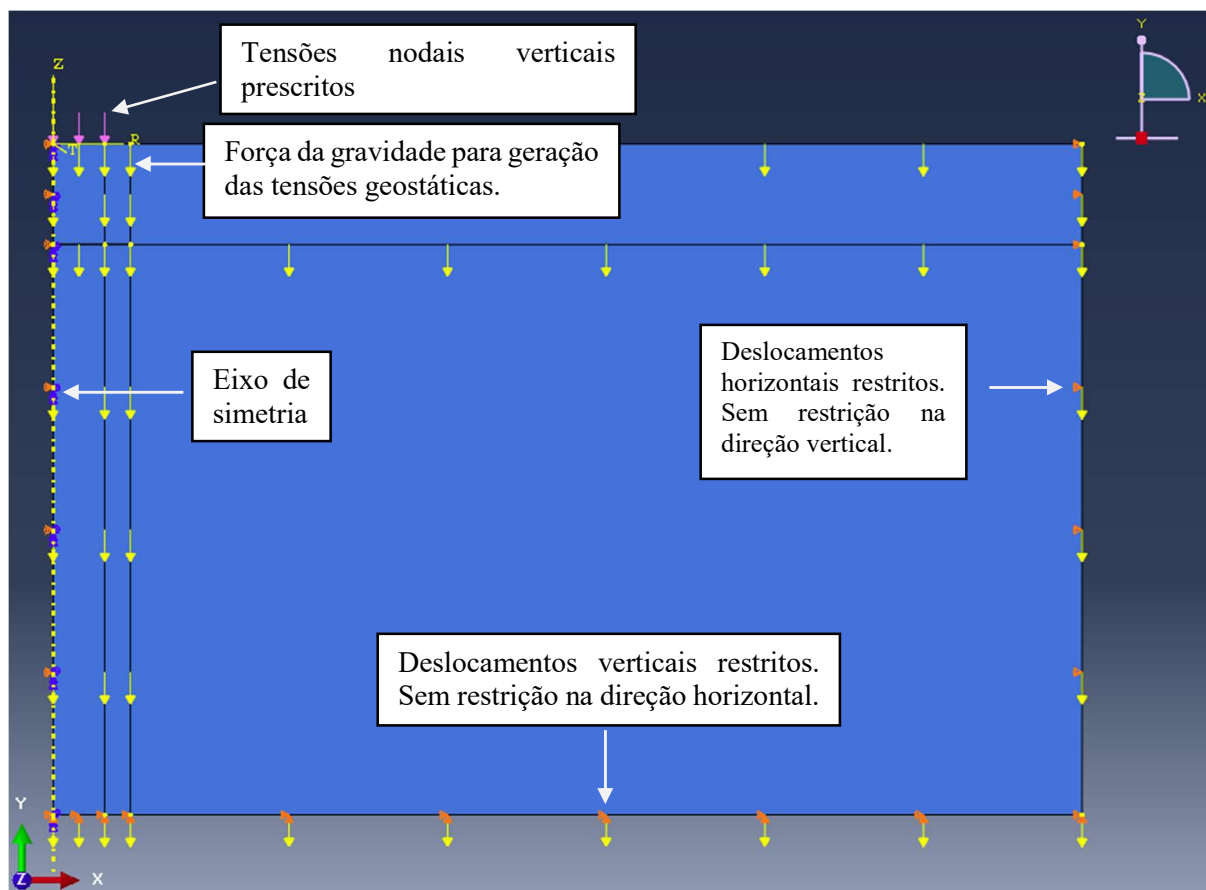 Tensões nodais verticais
prescritos
Y
Z
X
Z
R
T
Força da gravidade para geração
das tensões geostáticas.
Deslocamentos
horizontais restritos.
Sem restrição na
direção vertical.
Eixo de
simetria
Deslocamentos verticais restritos.
Sem restrição na direção horizontal.
Y
Z
X